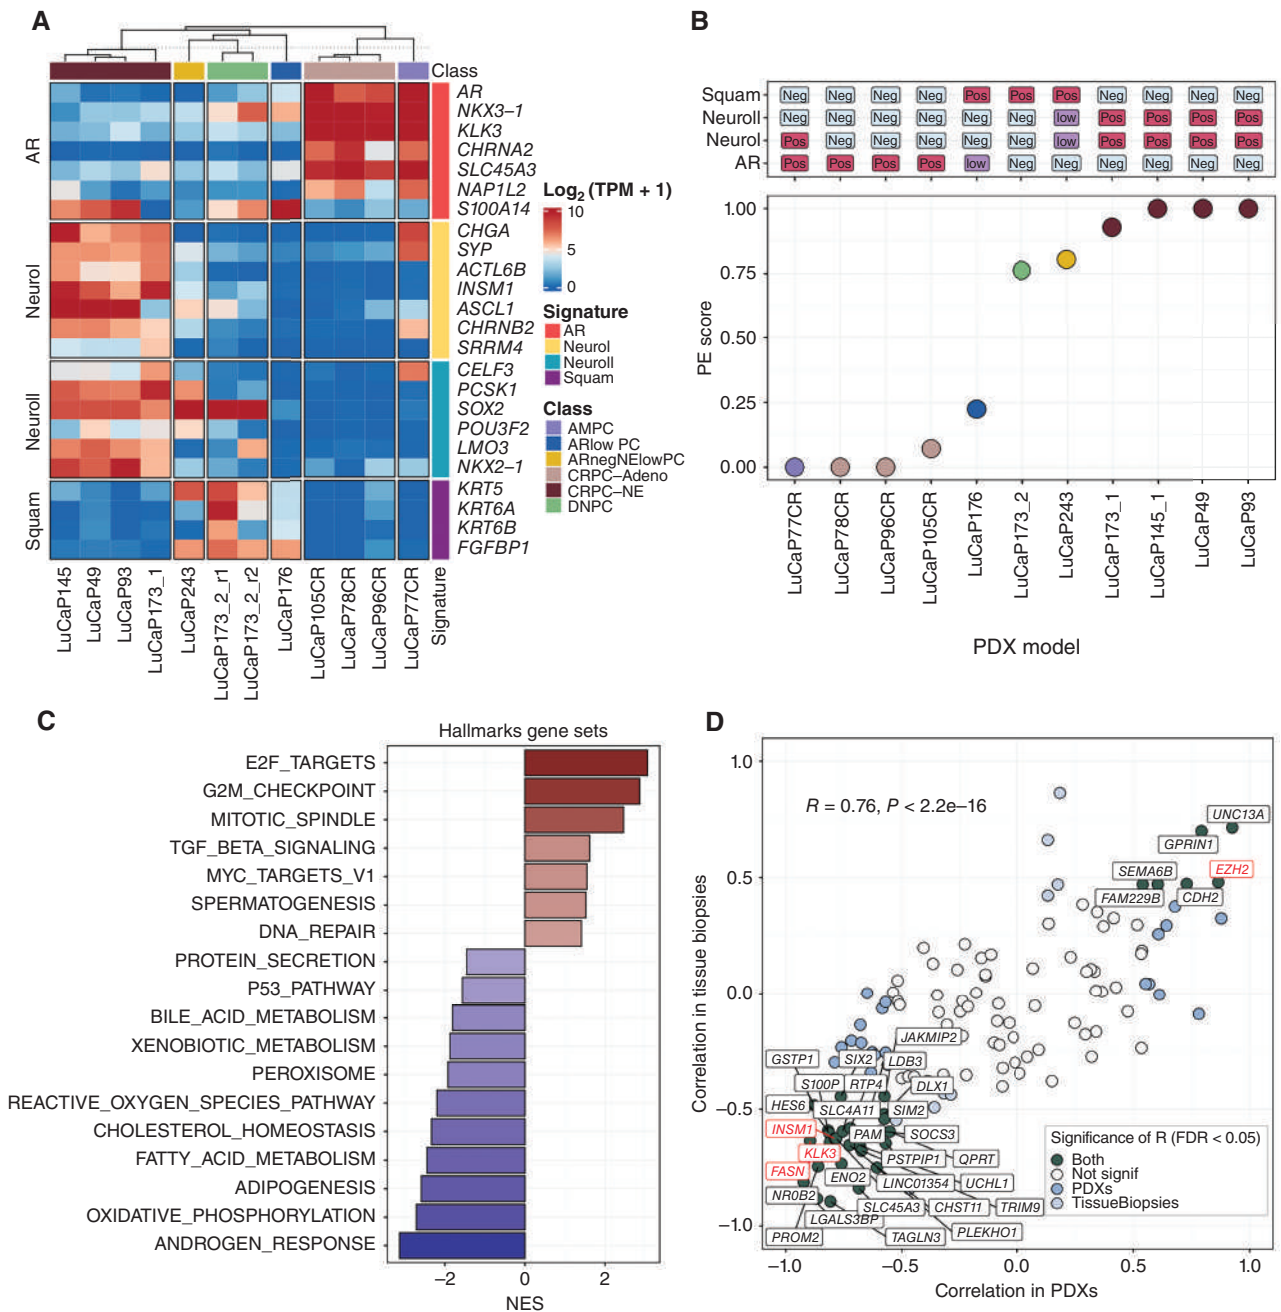 A
Class
AR
AR
NKX3–1
KLK3
CHRNA2
SLC45A3
NAP1L2
S100A14
NeuroI
CHGA
SYP
ACTL6B
INSM1
ASCL1
CHRNB2
SRRM4
NeuroII
CELF3
PCSK1
SOX2
POU3F2
LMO3
NKX2–1
Squam
KRT5
KRT6A
KRT6B
FGFBP1
LuCaP145
LuCaP49
LuCaP93
LuCaP173_1
LuCaP243
LuCaP173_2_r1
LuCaP173_2_r2
LuCaP176
LuCaP105CR
LuCaP78CR
LuCaP96CR
LuCaP77CR
Signature
Log2 (TPM + 1)
10
5
0
Signature
AR
NeuroI
NeuroII
Squam
Class
AMPC
ARlow PC
ARnegNElowPC
CRPC–Adeno
CRPC–NE
DNPC
B
Squam Neg Neg Neg Neg Pos Pos Pos Neg Neg Neg Neg
NeuroII Neg Neg Neg Neg Neg Neg low Pos Pos Pos Pos
NeuroI Pos Neg Neg Neg Neg Neg low Pos Pos Pos Pos
AR Pos Pos Pos Pos low Neg Neg Neg Neg Neg Neg
PE score
1.00
0.75
0.50
0.25
0.00
LuCaP77CR
LuCaP78CR
LuCaP96CR
LuCaP105CR
LuCaP176
LuCaP173_2
LuCaP243
LuCaP173_1
LuCaP145_1
LuCaP49
LuCaP93
PDX model
C
Hallmarks gene sets
E2F_TARGETS
G2M_CHECKPOINT
MITOTIC_SPINDLE
TGF_BETA_SIGNALING
MYC_TARGETS_V1
SPERMATOGENESIS
DNA_REPAIR
PROTEIN_SECRETION
P53_PATHWAY
BILE_ACID_METABOLISM
XENOBIOTIC_METABOLISM
PEROXISOME
REACTIVE_OXYGEN_SPECIES_PATHWAY
CHOLESTEROL_HOMEOSTASIS
FATTY_ACID_METABOLISM
ADIPOGENESIS
OXIDATIVE_PHOSPHORYLATION
ANDROGEN_RESPONSE
–2 0 2
NES
D
Correlation in tissue biopsies
1.0
0.5
0.0
–0.5
–1.0
R = 0.76, P < 2.2e–16
UNC13A
GPRIN1
SEMA6B
EZH2
FAM229B
CDH2
JAKMIP2
GSTP1
SIX2
LDB3
S100P
RTP4
DLX1
HES6
SLC4A11
SIM2
INSM1
PAM
SOCS3
KLK3
PSTPIP1
QPRT
FASN
ENO2
LINC01354
UCHL1
NR0B2
SLC45A3
CHST11
TRIM9
LGALS3BP
PROM2
TAGLN3
PLEKHO1
Significance of R (FDR < 0.05)
Both
Not signif
PDXs
TissueBiopsies
–1.0 –0.5 0.0 0.5 1.0
Correlation in PDXs